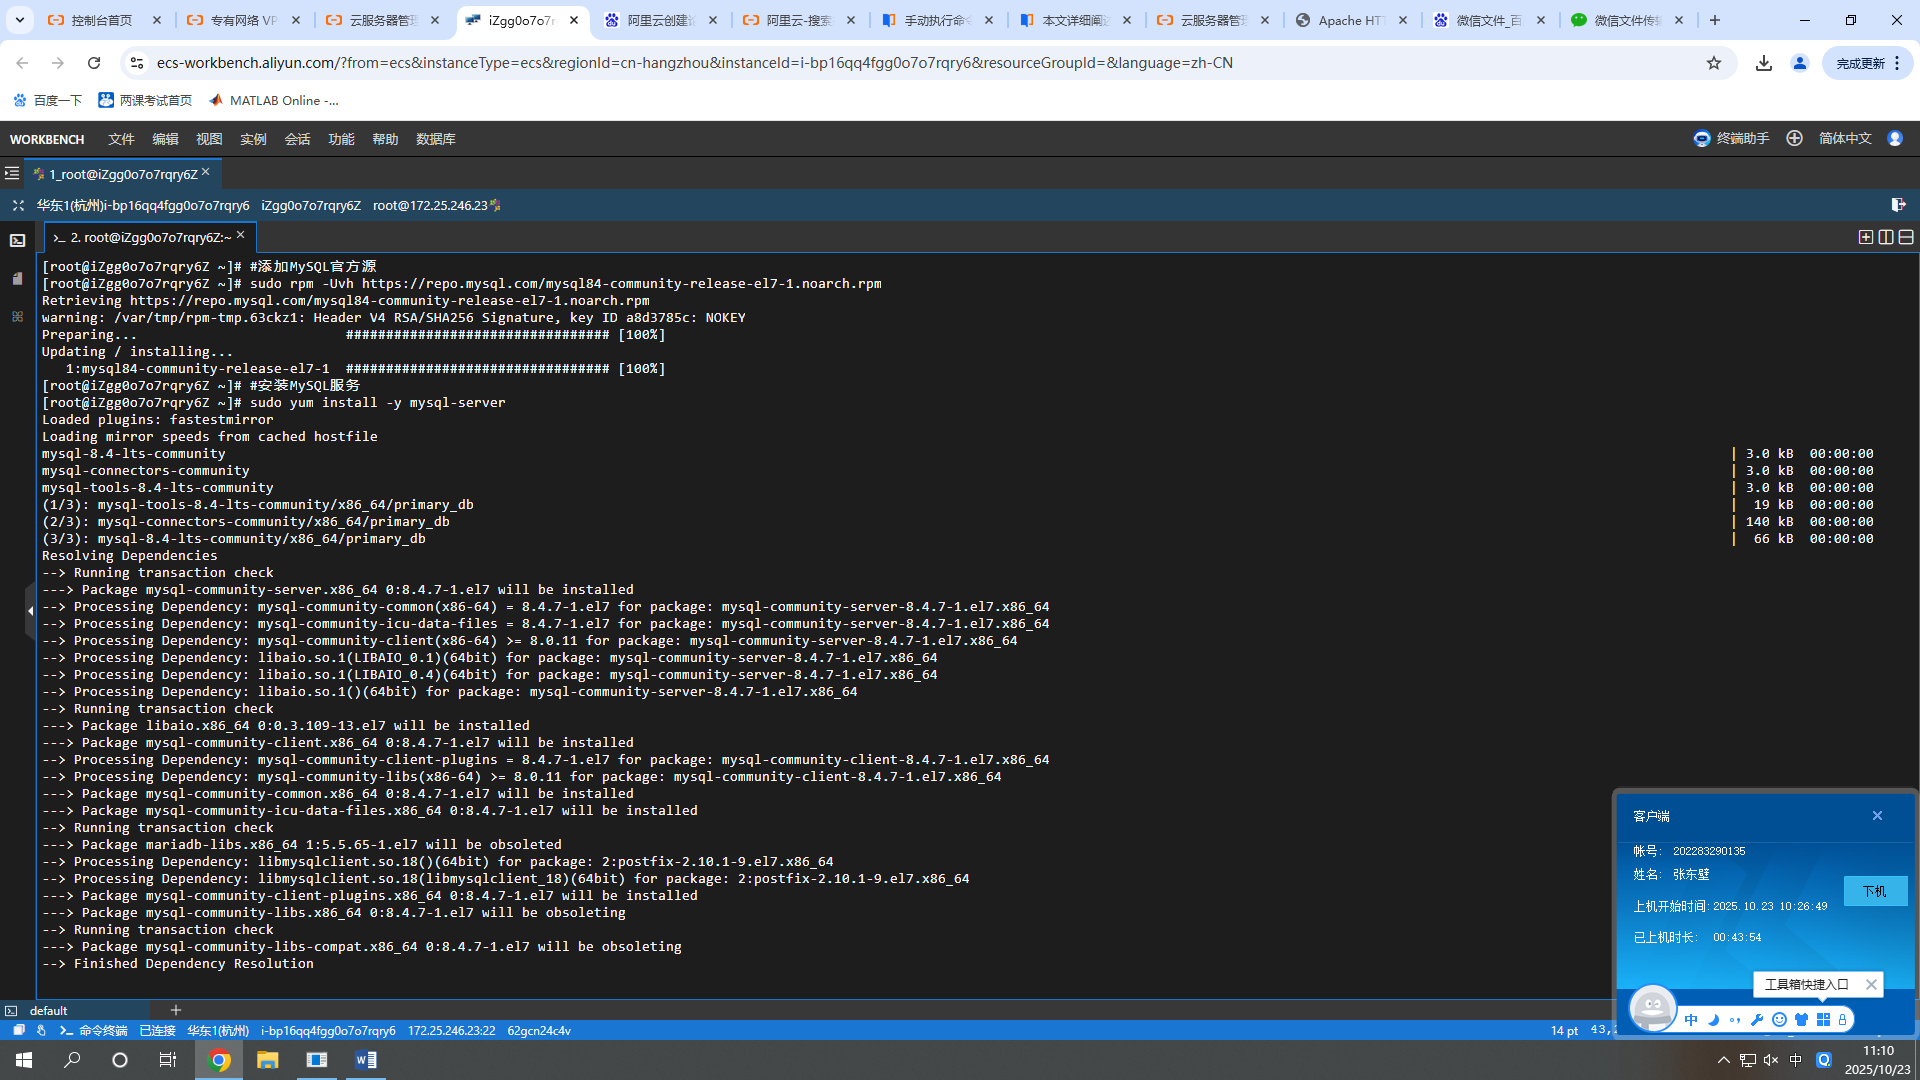 控制台首页
专有网络 VP
云服务器管理
iZgg0o7o7r
阿里云创建论
阿里云-搜索
手动执行命令
本文详细阐述
云服务器管理
Apache HTT
微信文件_百
微信文件传输
ecs-workbench.aliyun.com/?from=ecs&instanceType=ecs&regionId=cn-hangzhou&instanceId=i-bp16qq4fgg0o7o7rqry6&resourceGroupId=&language=zh-CN
完成更新
百度一下
两课考试首页
MATLAB Online -...
WORKBENCH 文件 编辑 视图 实例 会话 功能 帮助 数据库
终端助手 简体中文
1_root@iZgg0o7o7rqry6Z
华东1(杭州)i-bp16qq4fgg0o7o7rqry6 iZgg0o7o7rqry6Z root@172.25.246.23
2. root@iZgg0o7o7rqry6Z:~
[root@iZgg0o7o7rqry6Z ~]# #添加MySQL官方源
[root@iZgg0o7o7rqry6Z ~]# sudo rpm -Uvh https://repo.mysql.com/mysql84-community-release-el7-1.noarch.rpm
Retrieving https://repo.mysql.com/mysql84-community-release-el7-1.noarch.rpm
warning: /var/tmp/rpm-tmp.63ckz1: Header V4 RSA/SHA256 Signature, key ID a8d3785c: NOKEY
Preparing... ################################# [100%]
Updating / installing...
1:mysql84-community-release-el7-1 ################################# [100%]
[root@iZgg0o7o7rqry6Z ~]# #安装MySQL服务
[root@iZgg0o7o7rqry6Z ~]# sudo yum install -y mysql-server
Loaded plugins: fastestmirror
Loading mirror speeds from cached hostfile
mysql-8.4-lts-community | 3.0 kB 00:00:00
mysql-connectors-community | 3.0 kB 00:00:00
mysql-tools-8.4-lts-community | 3.0 kB 00:00:00
(1/3): mysql-tools-8.4-lts-community/x86_64/primary_db | 19 kB 00:00:00
(2/3): mysql-connectors-community/x86_64/primary_db | 140 kB 00:00:00
(3/3): mysql-8.4-lts-community/x86_64/primary_db | 66 kB 00:00:00
Resolving Dependencies
--> Running transaction check
---> Package mysql-community-server.x86_64 0:8.4.7-1.el7 will be installed
--> Processing Dependency: mysql-community-common(x86-64) = 8.4.7-1.el7 for package: mysql-community-server-8.4.7-1.el7.x86_64
--> Processing Dependency: mysql-community-icu-data-files = 8.4.7-1.el7 for package: mysql-community-server-8.4.7-1.el7.x86_64
--> Processing Dependency: mysql-community-client(x86-64) >= 8.0.11 for package: mysql-community-server-8.4.7-1.el7.x86_64
--> Processing Dependency: libaio.so.1(LIBAIO_0.1)(64bit) for package: mysql-community-server-8.4.7-1.el7.x86_64
--> Processing Dependency: libaio.so.1(LIBAIO_0.4)(64bit) for package: mysql-community-server-8.4.7-1.el7.x86_64
--> Processing Dependency: libaio.so.1()(64bit) for package: mysql-community-server-8.4.7-1.el7.x86_64
--> Running transaction check
---> Package libaio.x86_64 0:0.3.109-13.el7 will be installed
---> Package mysql-community-client.x86_64 0:8.4.7-1.el7 will be installed
--> Processing Dependency: mysql-community-client-plugins = 8.4.7-1.el7 for package: mysql-community-client-8.4.7-1.el7.x86_64
--> Processing Dependency: mysql-community-libs(x86-64) >= 8.0.11 for package: mysql-community-client-8.4.7-1.el7.x86_64
---> Package mysql-community-common.x86_64 0:8.4.7-1.el7 will be installed
---> Package mysql-community-icu-data-files.x86_64 0:8.4.7-1.el7 will be installed
--> Running transaction check
---> Package mariadb-libs.x86_64 1:5.5.65-1.el7 will be obsoleted
--> Processing Dependency: libmysqlclient.so.18()(64bit) for package: 2:postfix-2.10.1-9.el7.x86_64
--> Processing Dependency: libmysqlclient.so.18(libmysqlclient_18)(64bit) for package: 2:postfix-2.10.1-9.el7.x86_64
---> Package mysql-community-client-plugins.x86_64 0:8.4.7-1.el7 will be installed
---> Package mysql-community-libs.x86_64 0:8.4.7-1.el7 will be obsoleting
--> Running transaction check
---> Package mysql-community-libs-compat.x86_64 0:8.4.7-1.el7 will be obsoleting
--> Finished Dependency Resolution
客户端
帐号: 202283290135
姓名: 张东壁
下机
上机开始时间:2025.10.23 10:26:49
已上机时长: 00:43:54
工具箱快捷入口
中
default
命令终端 已连接 华东1(杭州) i-bp16qq4fgg0o7o7rqry6 172.25.246.23:22 62gcn24c4v
14 pt 43,
中
11:10
2025/10/23